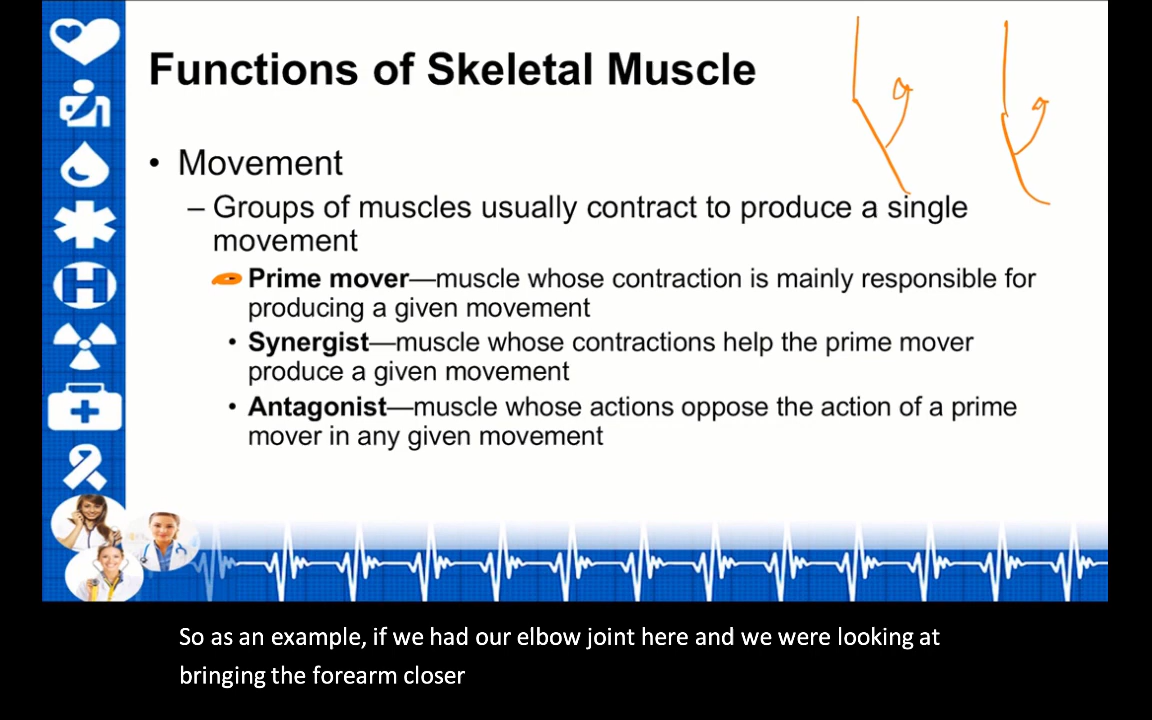 Functions of Skeletal Muscle
• Movement
– Groups of muscles usually contract to produce a single
movement
Prime mover—muscle whose contraction is mainly responsible for
producing a given movement
• Synergist—muscle whose contractions help the prime mover
produce a given movement
• Antagonist—muscle whose actions oppose the action of a prime
mover in any given movement
H
So as an example, if we had our elbow joint here and we were looking at
bringing the forearm closer